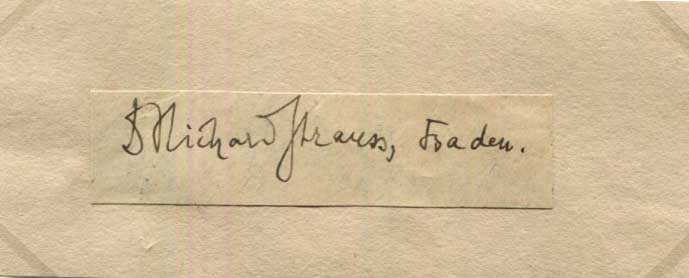 Dr Richard Strauss, Baden.